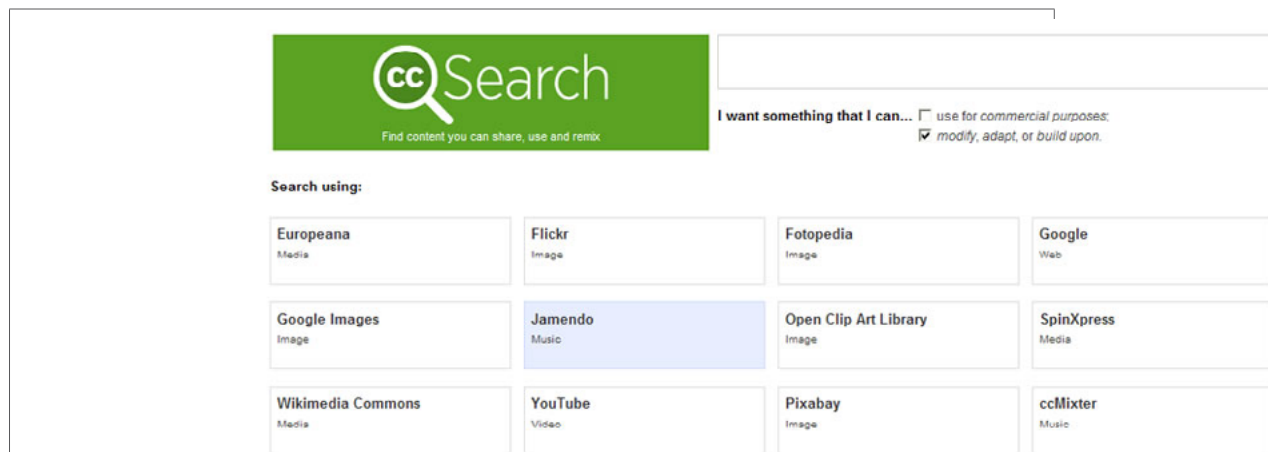 cc Search
Find content you can share, use and remix
I want something that I can... use for commercial purposes;
modify, adapt, or build upon.
Search using:
Europeana Flickr Fotopedia Google
Media Image Image Web
Google Images Jamendo Open Clip Art Library SpinXpress
Image Music Image Media
Wikimedia Commons YouTube Pixabay ccMixter
Media Video Image Music